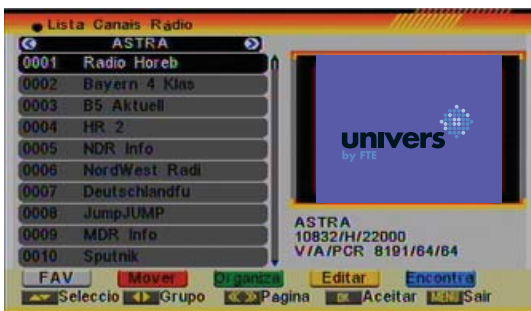 Lista Canais Rádio
ASTRA
0001 Radio Horeb
0002 Bayern 4 Klas
0003 B5 Aktuell
0004 HR 2
0005 NDR Info
0006 NordWest Radi
0007 Deutschlandfu
0008 JumpJUMP
0009 MDR Info
0010 Sputnik
univers
by FTE
ASTRA
10832/H/22000
V/A/PCR 8191/64/64
FAV Mover Organiza Editar Encontra
Seleccio Grupo Pagina OK Aceitar MENU Sair